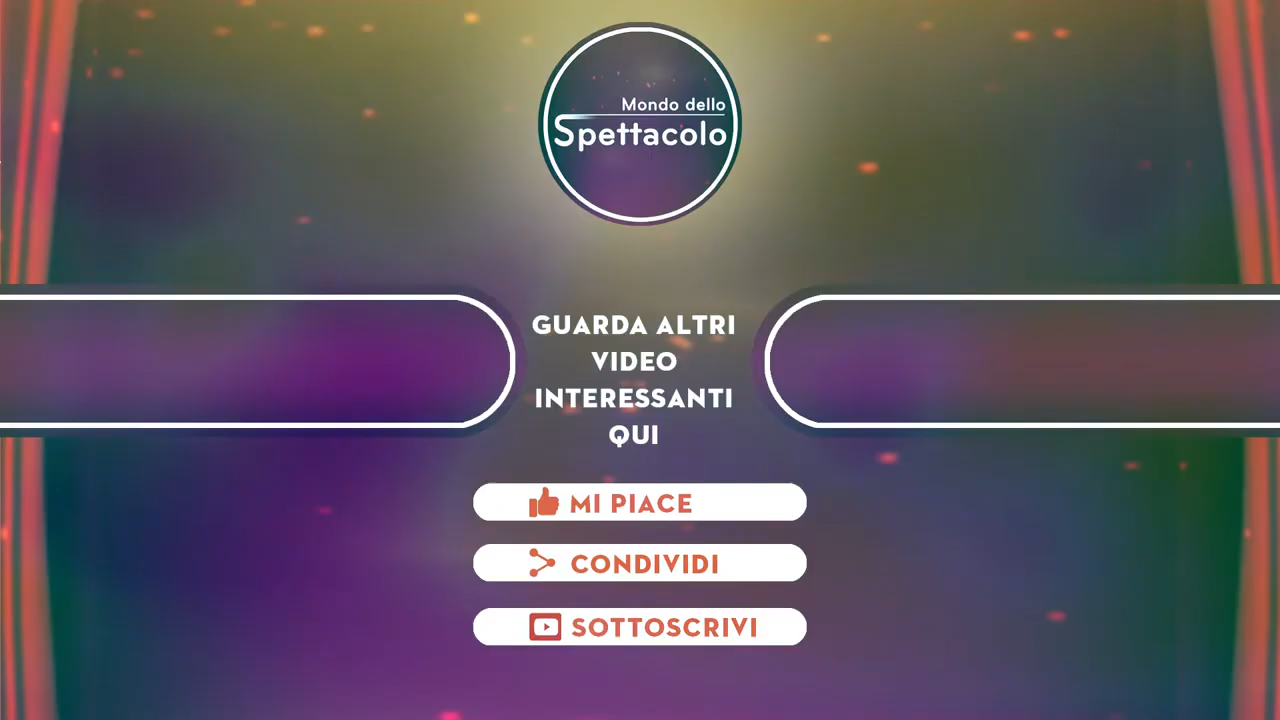 Mondo dello
Spettacolo
GUARDA ALTRI
VIDEO
INTERESSANTI
QUI
MI PIACE
CONDIVIDI
SOTTOSCRIVI